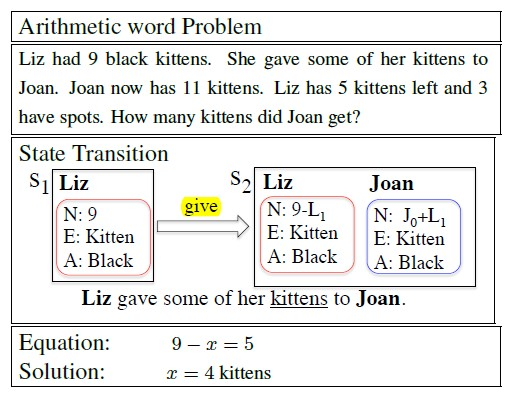 Arithmetic word Problem
Liz had 9 black kittens. She gave some of her kittens to
Joan. Joan now has 11 kittens. Liz has 5 kittens left and 3
have spots. How many kittens did Joan get?
State Transition
S₁ Liz
N: 9
E: Kitten
A: Black
give
S₂ Liz
N: 9-L₁
E: Kitten
A: Black
Joan
N: J₀+L₁
E: Kitten
A: Black
Liz gave some of her kittens to Joan.
Equation: 9 − x = 5
Solution: x = 4 kittens